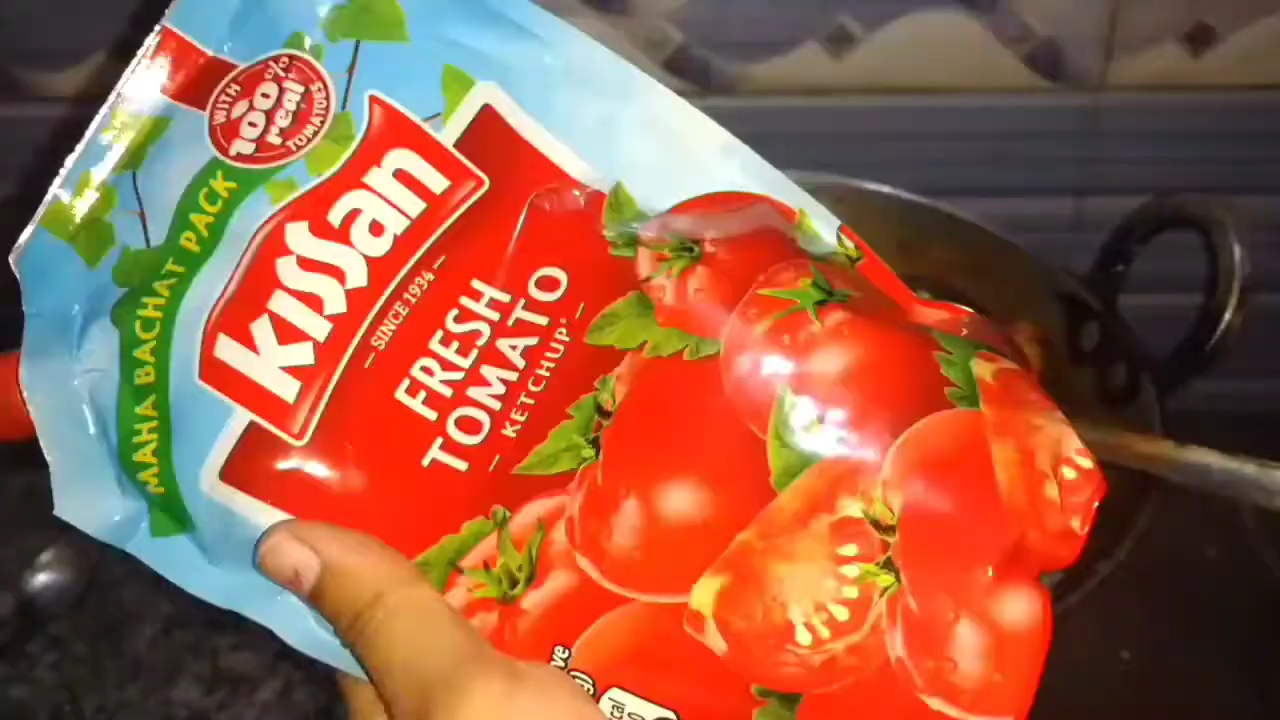 WITH
100%
real
TOMATOES
MAHA BACHAT PACK
Kissan
SINCE 1934
FRESH
TOMATO
KETCHUP